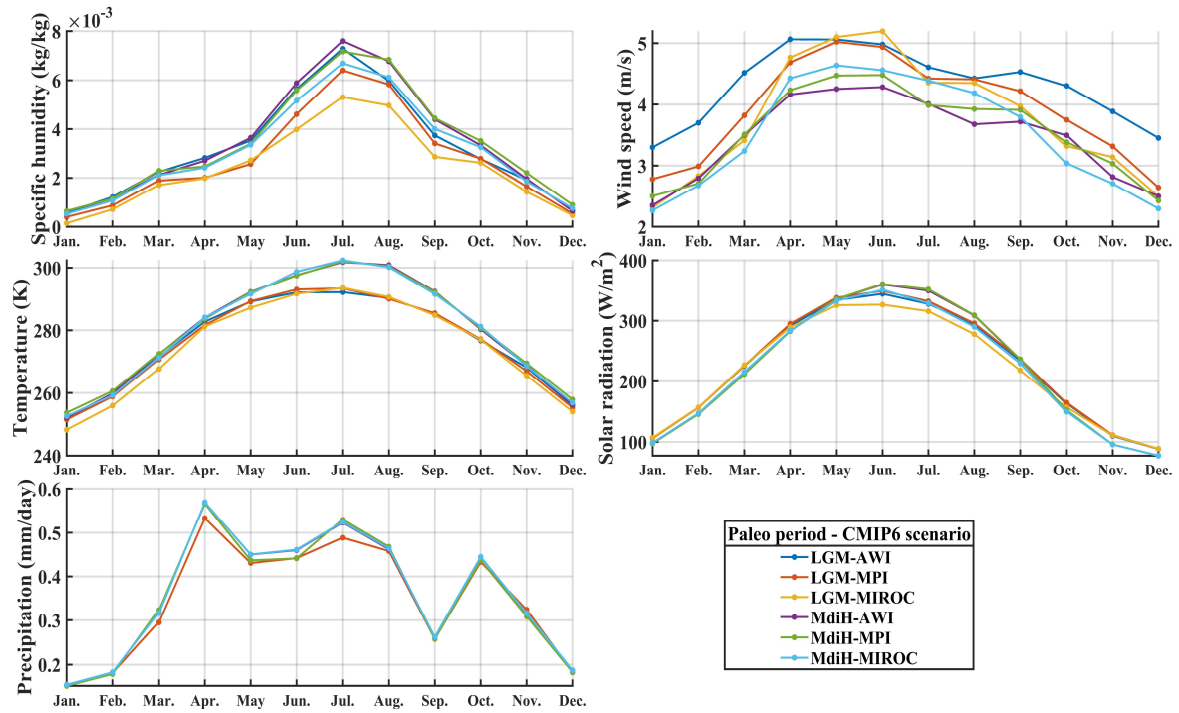 ×10⁻³
Specific humidity (kg/kg)
8
6
4
2
0
Jan. Feb. Mar. Apr. May Jun. Jul. Aug. Sep. Oct. Nov. Dec.
Wind speed (m/s)
5
4
3
2
Jan. Feb. Mar. Apr. May Jun. Jul. Aug. Sep. Oct. Nov. Dec.
Temperature (K)
300
280
260
240
Jan. Feb. Mar. Apr. May Jun. Jul. Aug. Sep. Oct. Nov. Dec.
Solar radiation (W/m²)
400
300
200
100
Jan. Feb. Mar. Apr. May Jun. Jul. Aug. Sep. Oct. Nov. Dec.
Precipitation (mm/day)
0.6
0.5
0.4
0.3
0.2
Jan. Feb. Mar. Apr. May Jun. Jul. Aug. Sep. Oct. Nov. Dec.
Paleo period - CMIP6 scenario
LGM-AWI
LGM-MPI
LGM-MIROC
MdiH-AWI
MdiH-MPI
MdiH-MIROC